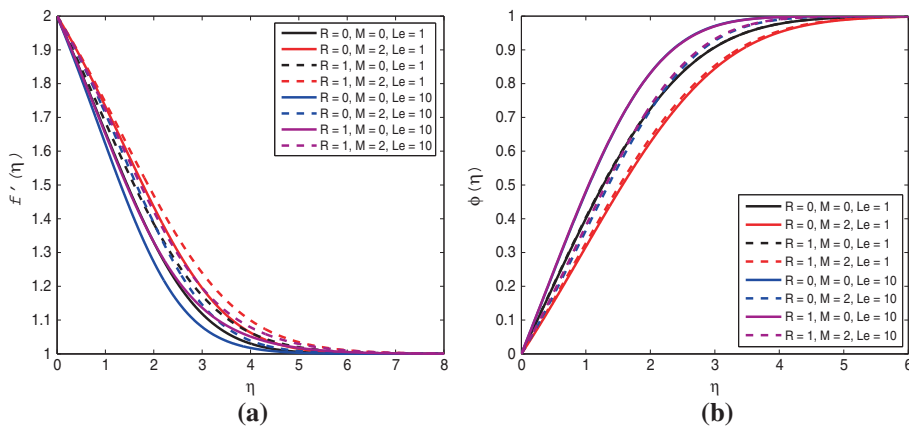 2
1.9
1.8
1.7
1.6
1.5
1.4
1.3
1.2
1.1
1
f'(η)
0 1 2 3 4 5 6 7 8
η
R = 0, M = 0, Le = 1
R = 0, M = 2, Le = 1
R = 1, M = 0, Le = 1
R = 1, M = 2, Le = 1
R = 0, M = 0, Le = 10
R = 0, M = 2, Le = 10
R = 1, M = 0, Le = 10
R = 1, M = 2, Le = 10
(a)
1
0.9
0.8
0.7
0.6
0.5
0.4
0.3
0.2
0.1
0
ϕ(η)
0 1 2 3 4 5 6
η
R = 0, M = 0, Le = 1
R = 0, M = 2, Le = 1
R = 1, M = 0, Le = 1
R = 1, M = 2, Le = 1
R = 0, M = 0, Le = 10
R = 0, M = 2, Le = 10
R = 1, M = 0, Le = 10
R = 1, M = 2, Le = 10
(b)